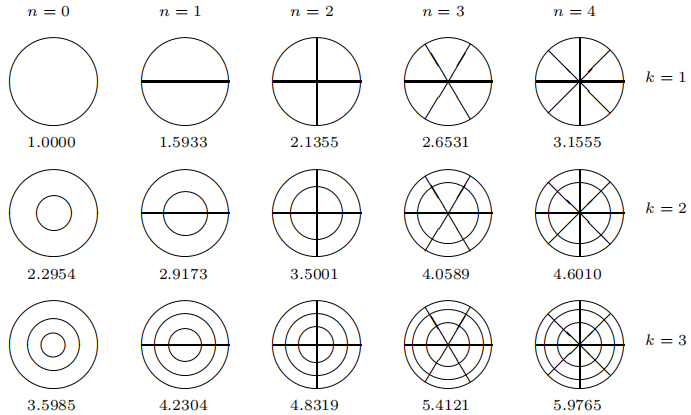 n = 0 n = 1 n = 2 n = 3 n = 4
k = 1
1.0000 1.5933 2.1355 2.6531 3.1555
k = 2
2.2954 2.9173 3.5001 4.0589 4.6010
k = 3
3.5985 4.2304 4.8319 5.4121 5.9765